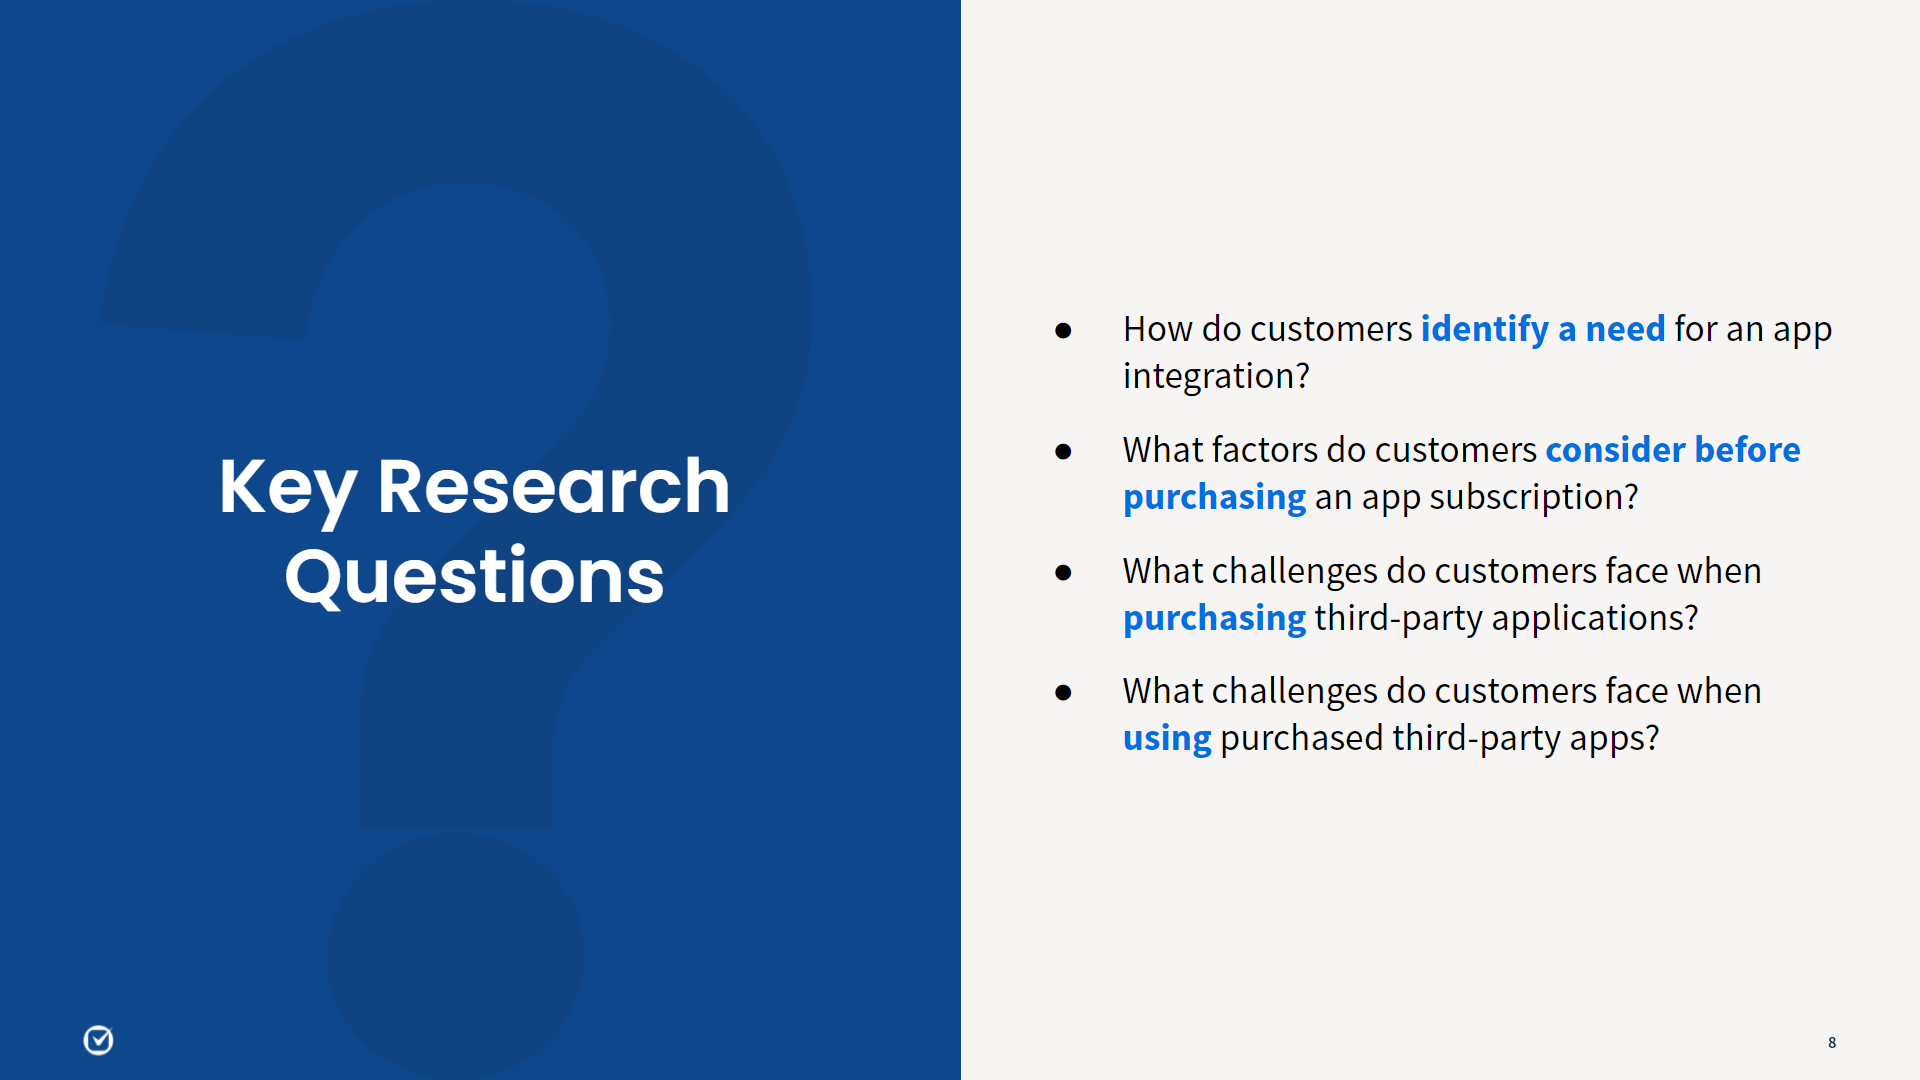 Key Research
Questions
● How do customers identify a need for an app
integration?
● What factors do customers consider before
purchasing an app subscription?
● What challenges do customers face when
purchasing third-party applications?
● What challenges do customers face when
using purchased third-party apps?
8